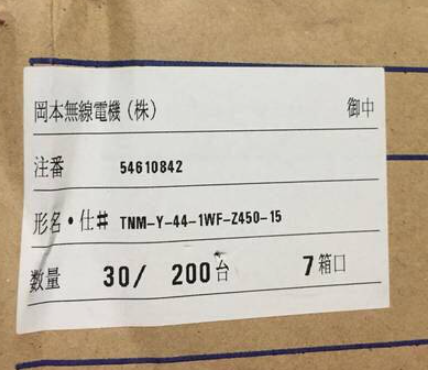 岡本無線電機(株) 御中
注番 54610842
形名・仕# TNM-Y-44-1WF-Z450-15
数量 30/ 200台 7箱口